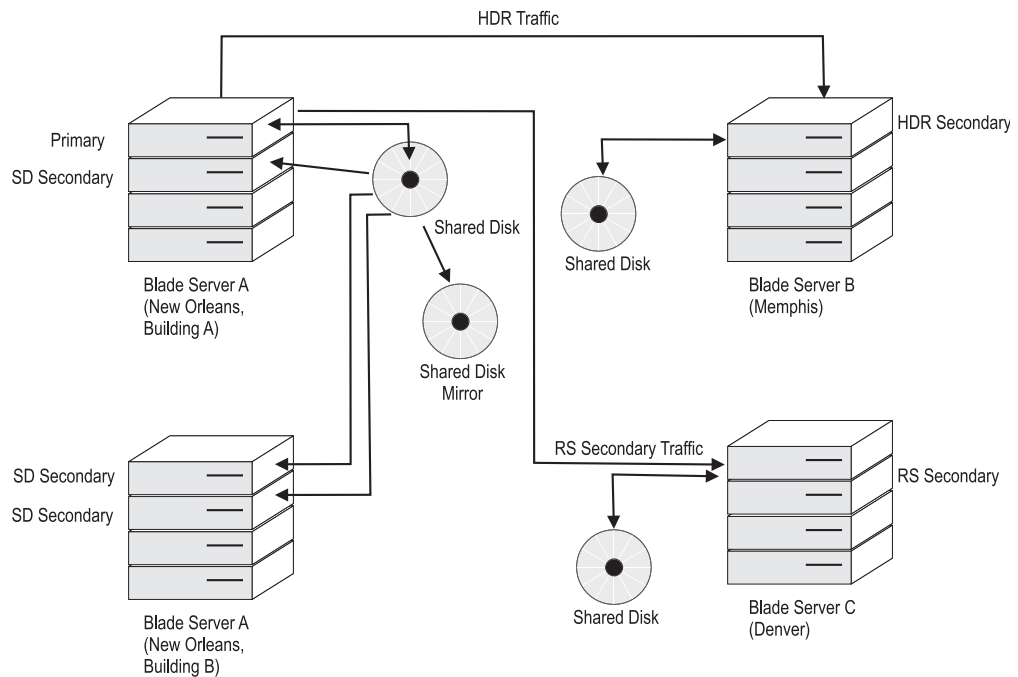 HDR Traffic
Primary
SD Secondary
HDR Secondary
Shared Disk
Shared Disk
Blade Server A
(New Orleans,
Building A)
Blade Server B
(Memphis)
Shared Disk
Mirror
SD Secondary
SD Secondary
RS Secondary Traffic
RS Secondary
Shared Disk
Blade Server A
(New Orleans,
Building B)
Blade Server C
(Denver)